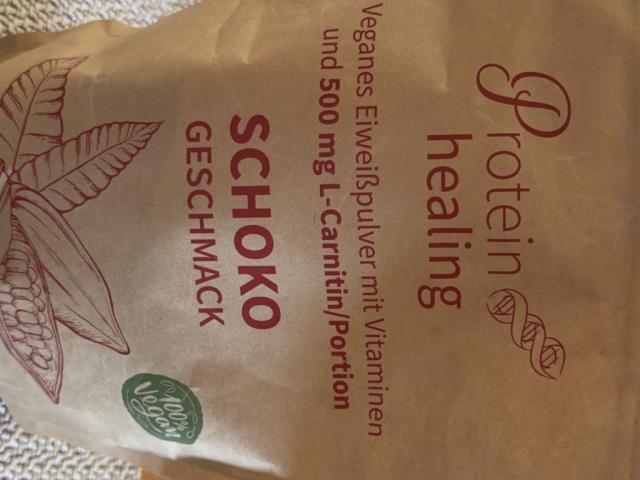 Protein
healing
Veganes Eiweißpulver mit Vitaminen
und 500 mg L-Carnitin/Portion
SCHOKO
GESCHMACK
100%
Vegan